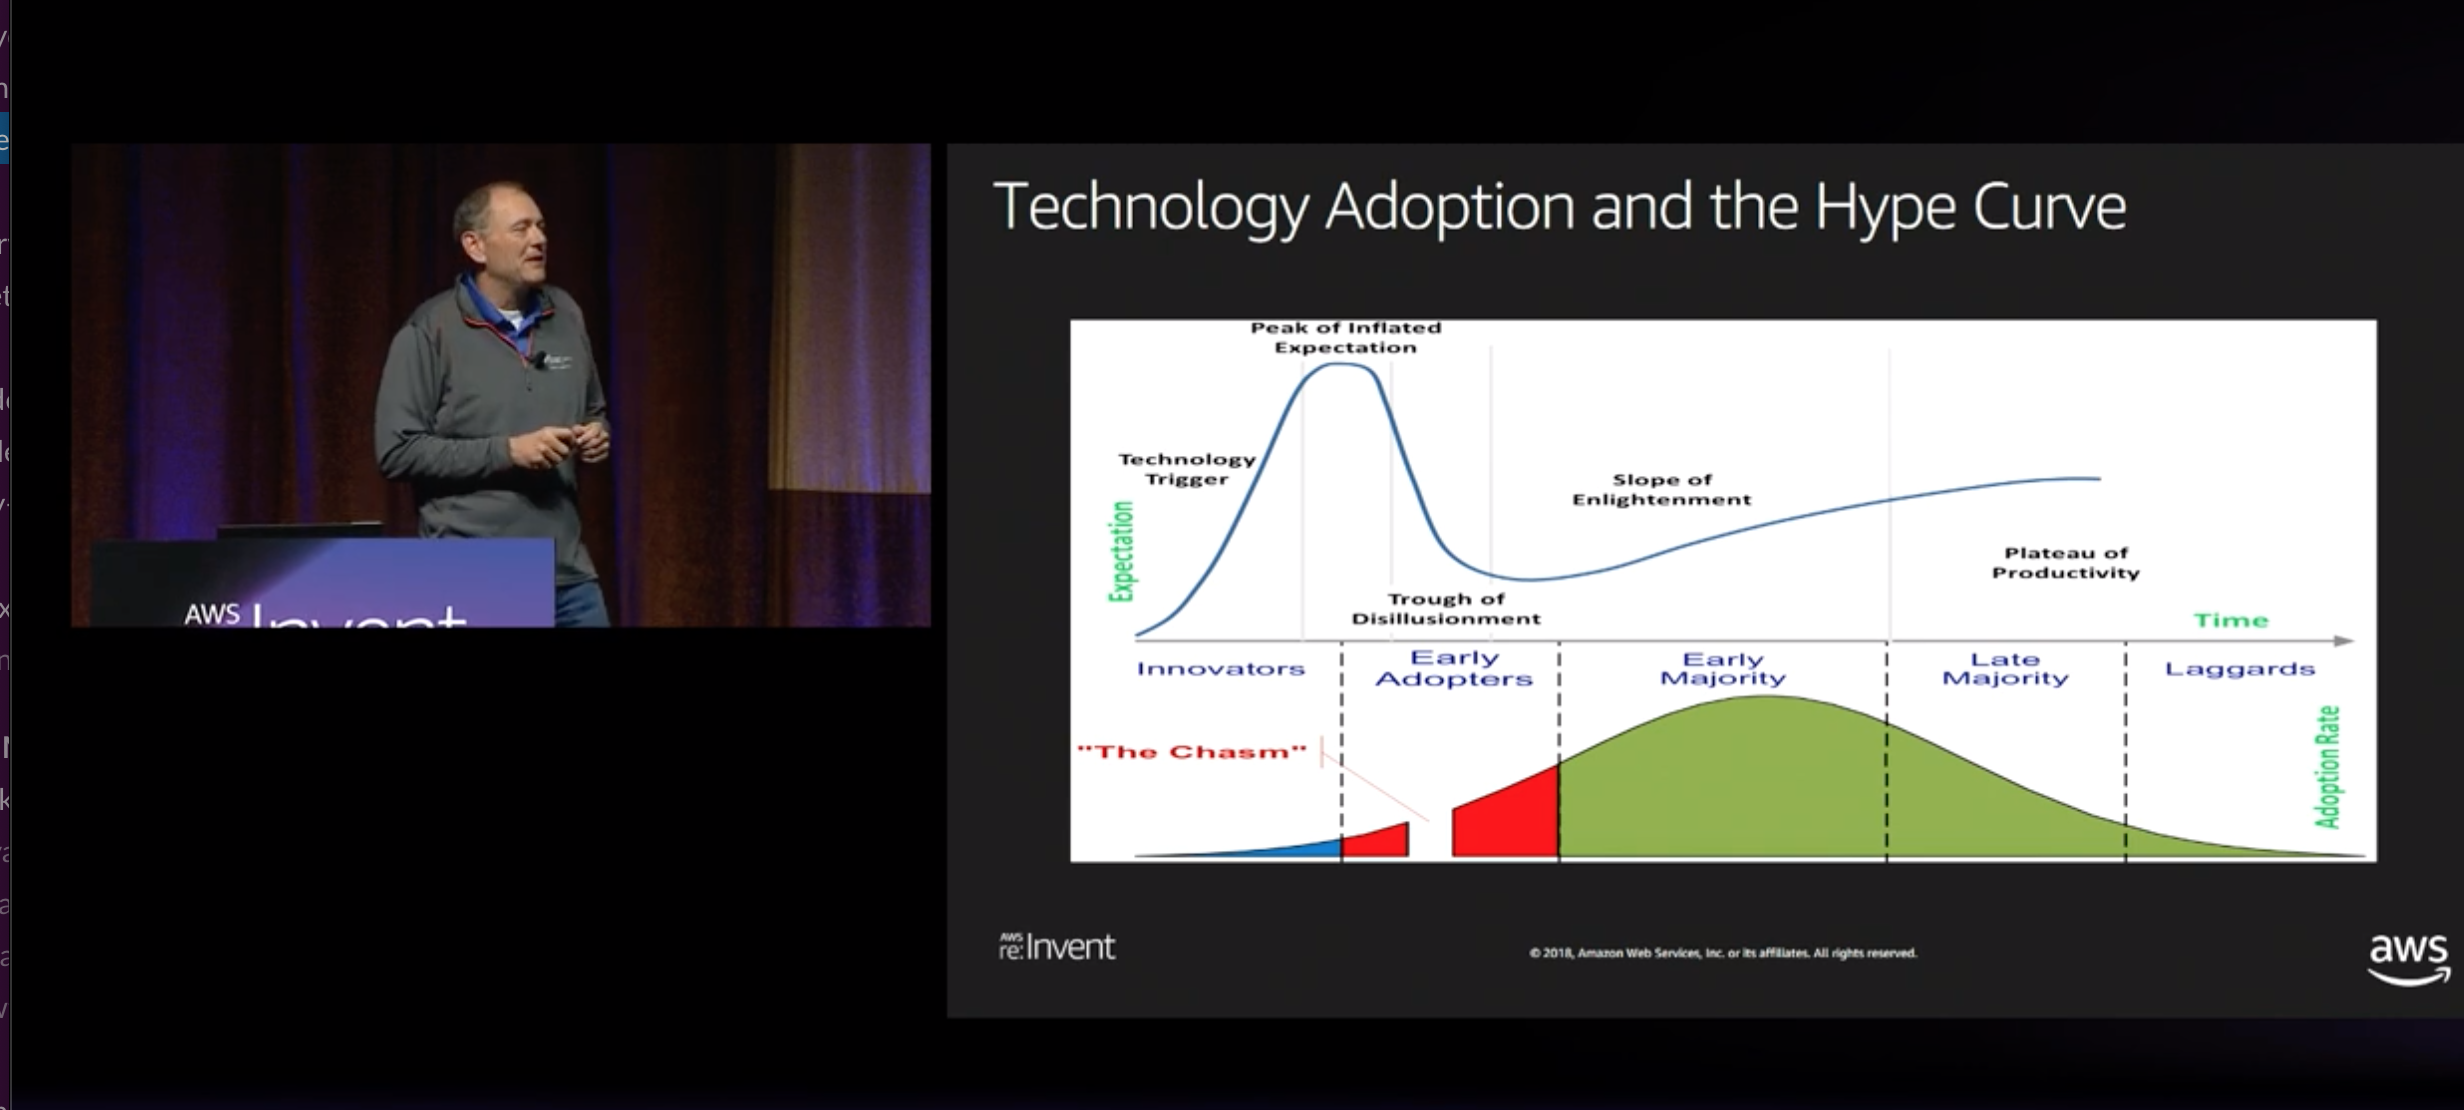 Technology Adoption and the Hype Curve
Peak of Inflated
Expectation
Technology
Trigger
Expectation
Slope of
Enlightenment
Plateau of
Productivity
Trough of
Disillusionment
Time
Innovators
Early
Adopters
Early
Majority
Late
Majority
Laggards
"The Chasm"
Adoption Rate
AWS
Invent
AWS
re:Invent
© 2018, Amazon Web Services, Inc. or its affiliates. All rights reserved.
aws